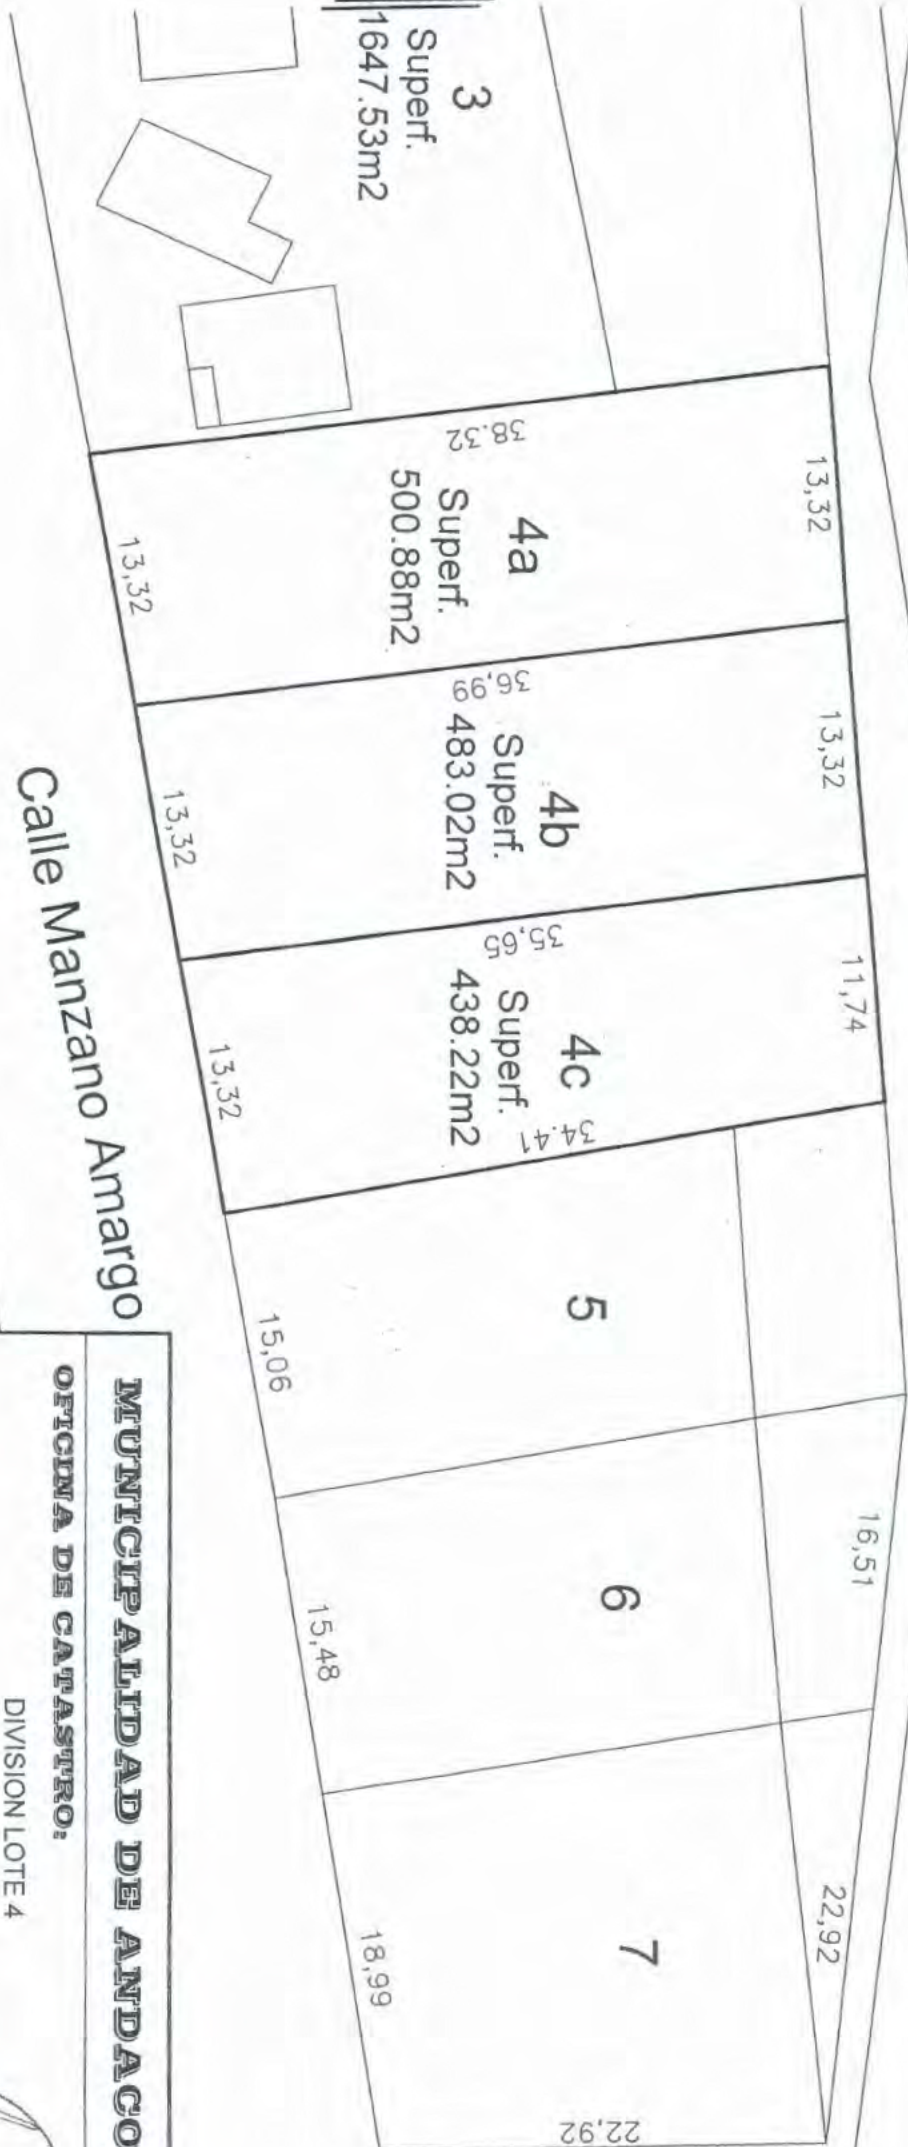 3
Superf.
1647.53m2
13,32
38.32
4a
Superf.
500.88m2
13,32
13,32
36,99
4b
Superf.
483.02m2
13,32
11,74
35,65
4c
Superf.
438.22m2
34.41
13,32
5
15,06
16,51
6
15,48
22,92
7
18,99
22,92
Calle Manzano Amargo
MUNICIPALIDAD DE ANDACO
OFICINA DE CATASTRO:
DIVISION LOTE 4